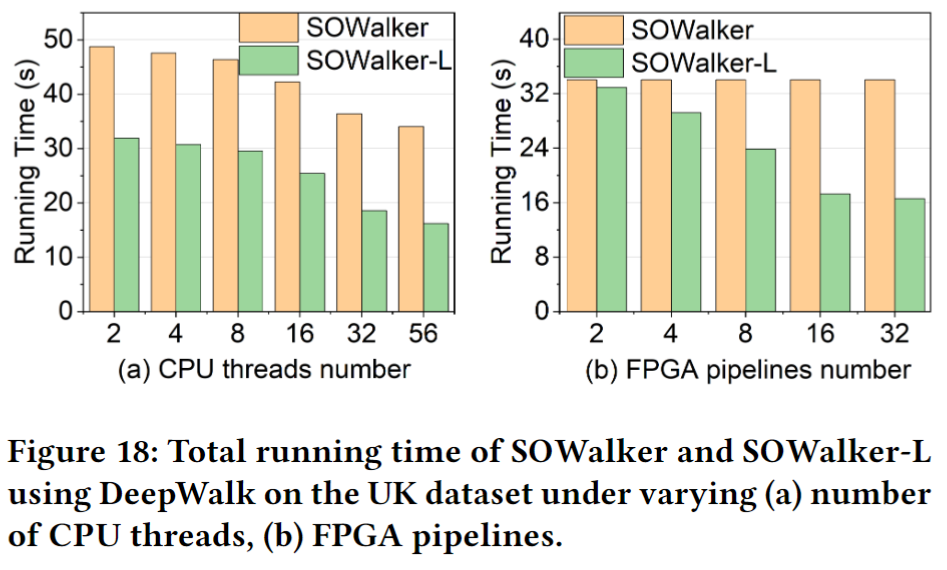 50
40
30
20
10
0
Running Time (s)
SOWalker
SOWalker-L
2 4 8 16 32 56
(a) CPU threads number
40
32
24
16
8
0
Running Time (s)
SOWalker
SOWalker-L
2 4 8 16 32
(b) FPGA pipelines number
Figure 18: Total running time of SOWalker and SOWalker-L
using DeepWalk on the UK dataset under varying (a) number
of CPU threads, (b) FPGA pipelines.